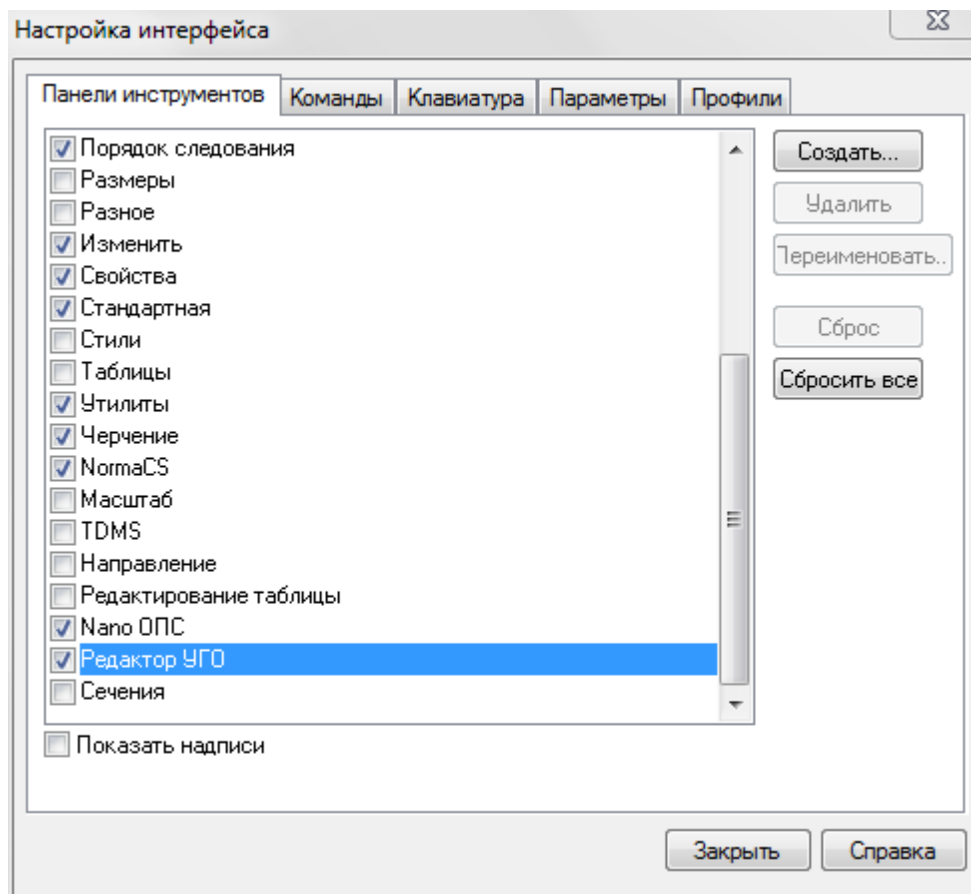 Настройка интерфейса
Панели инструментов Команды Клавиатура Параметры Профили
Порядок следования
Размеры
Разное
Изменить
Свойства
Стандартная
Стили
Таблицы
Утилиты
Черчение
NormaCS
Масштаб
TDMS
Направление
Редактирование таблицы
Nano ОПС
Редактор УГО
Сечения
Показать надписи
Создать...
Удалить
Переименовать..
Сброс
Сбросить все
Закрыть Справка